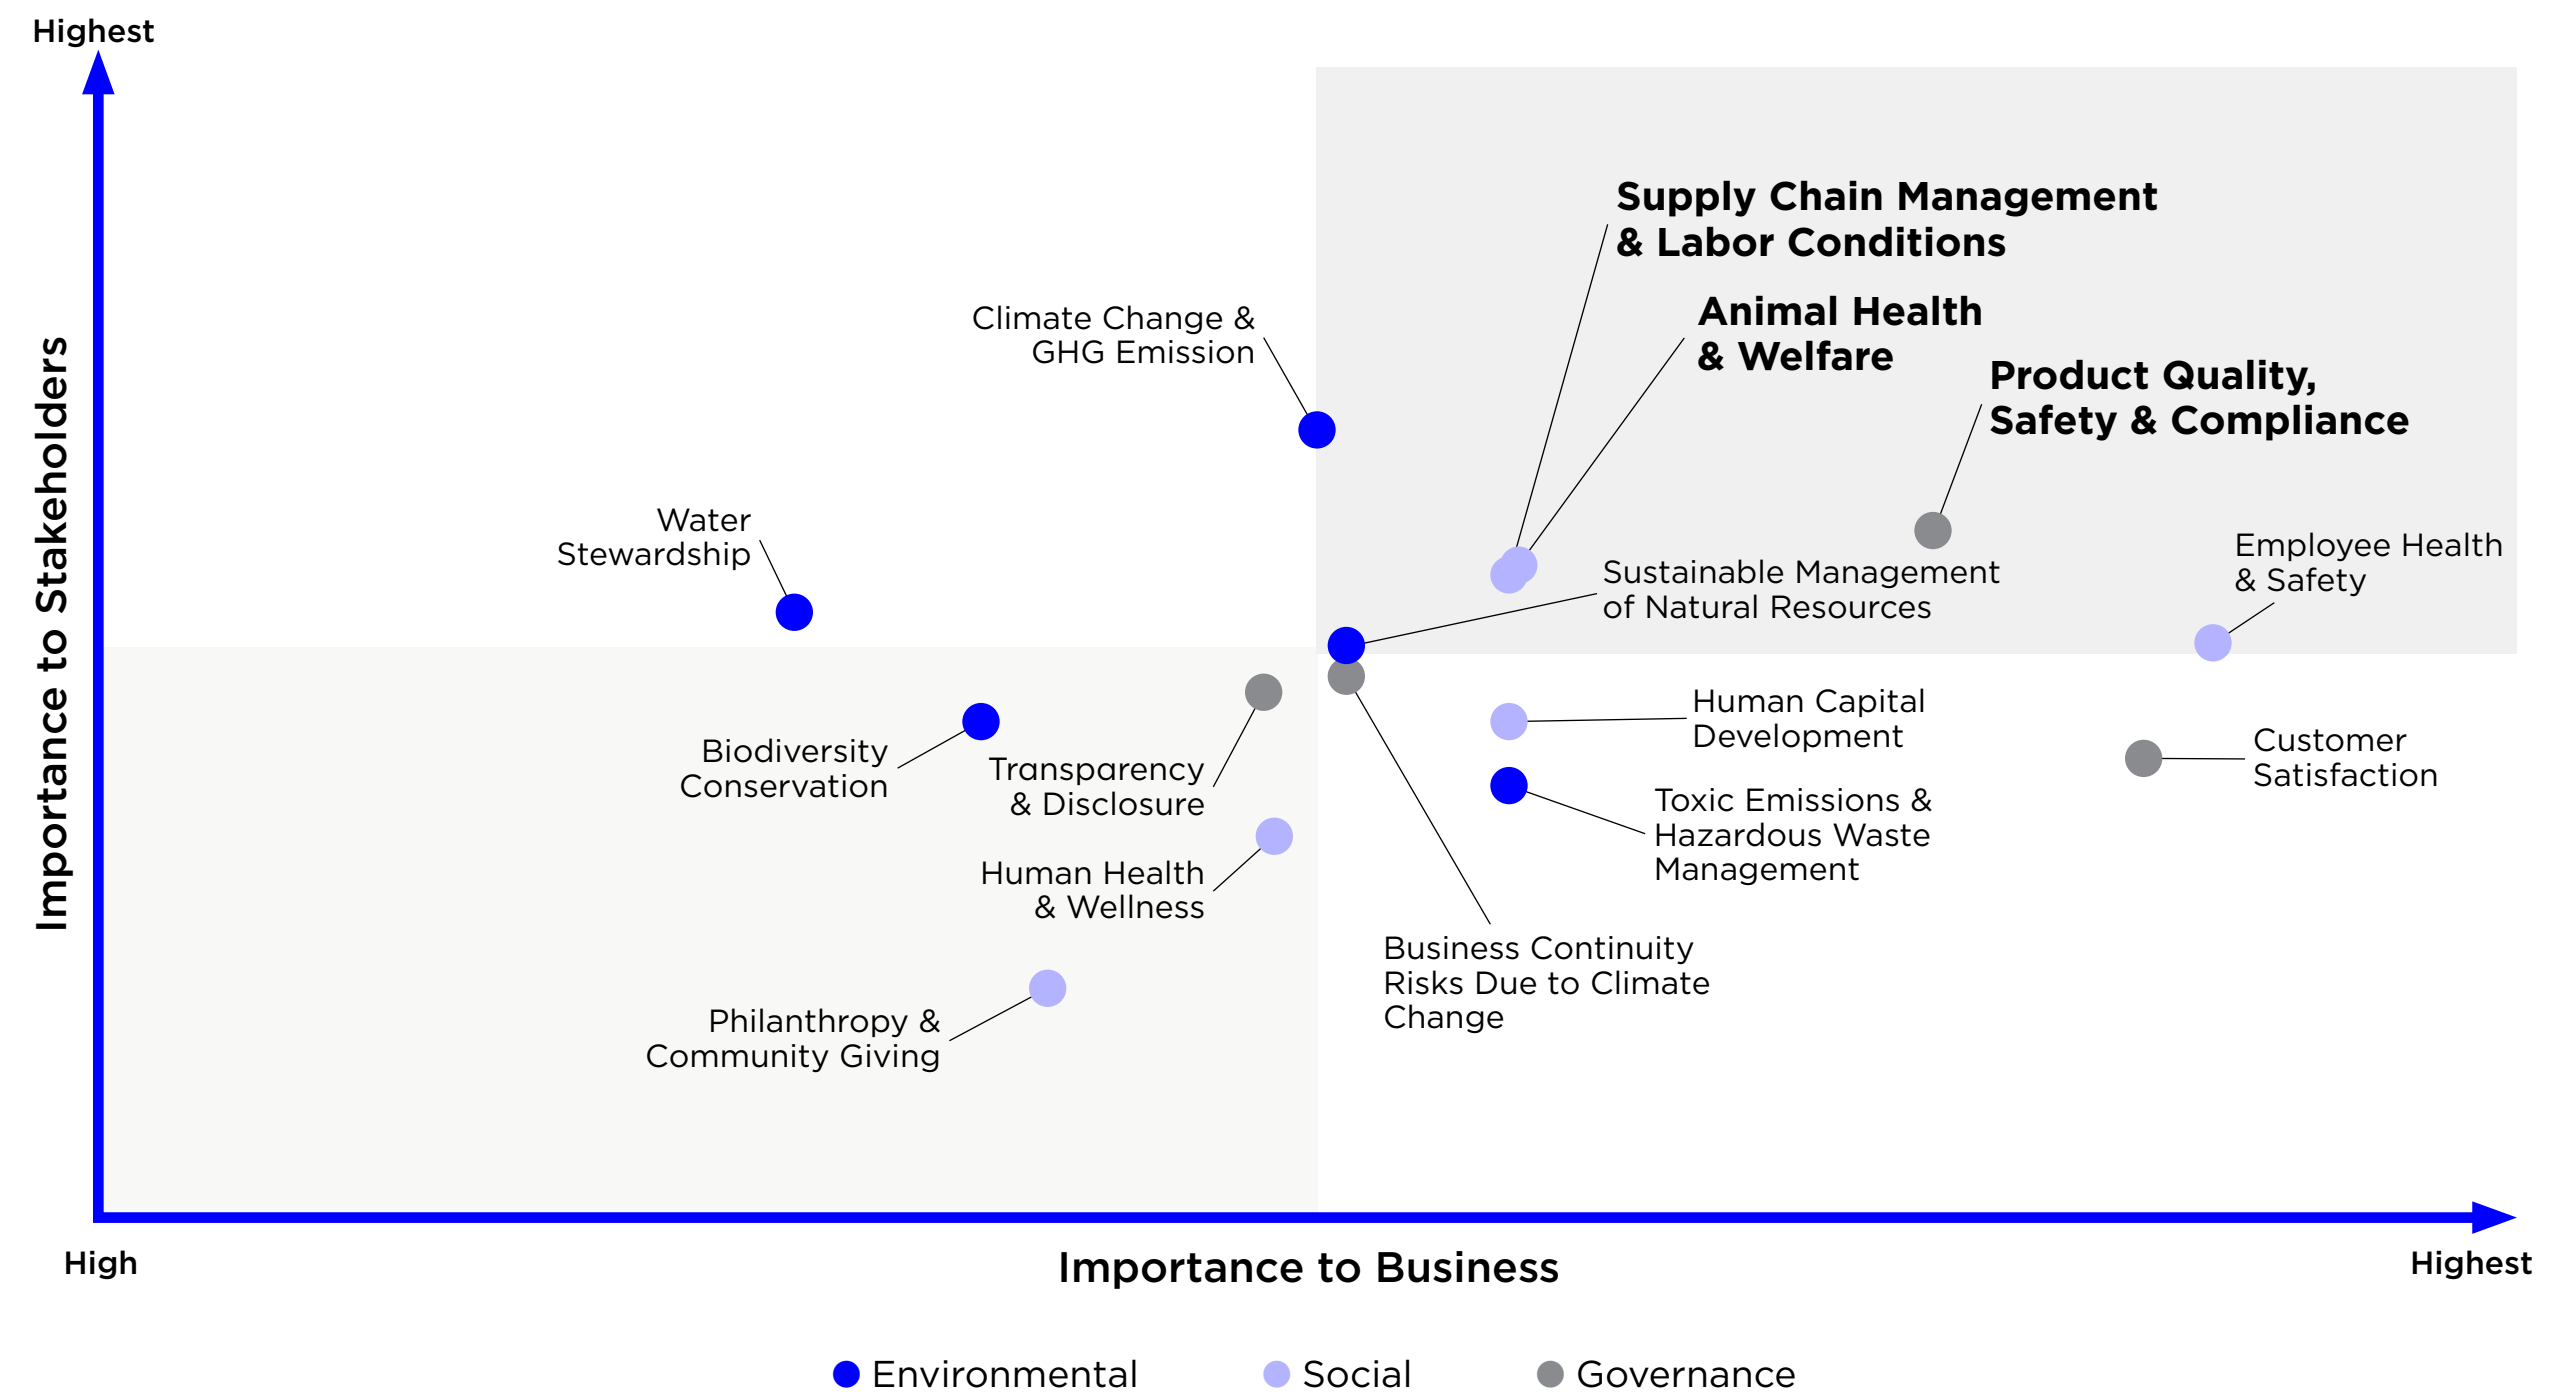 Highest
Importance to Stakeholders
Supply Chain Management
& Labor Conditions
Animal Health
& Welfare
Climate Change &
GHG Emission
Product Quality,
Safety & Compliance
Water
Stewardship
Employee Health
& Safety
Sustainable Management
of Natural Resources
Human Capital
Development
Customer
Satisfaction
Biodiversity
Conservation
Transparency
& Disclosure
Toxic Emissions &
Hazardous Waste
Management
Human Health
& Wellness
Business Continuity
Risks Due to Climate
Change
Philanthropy &
Community Giving
High
Importance to Business
Highest
Environmental
Social
Governance